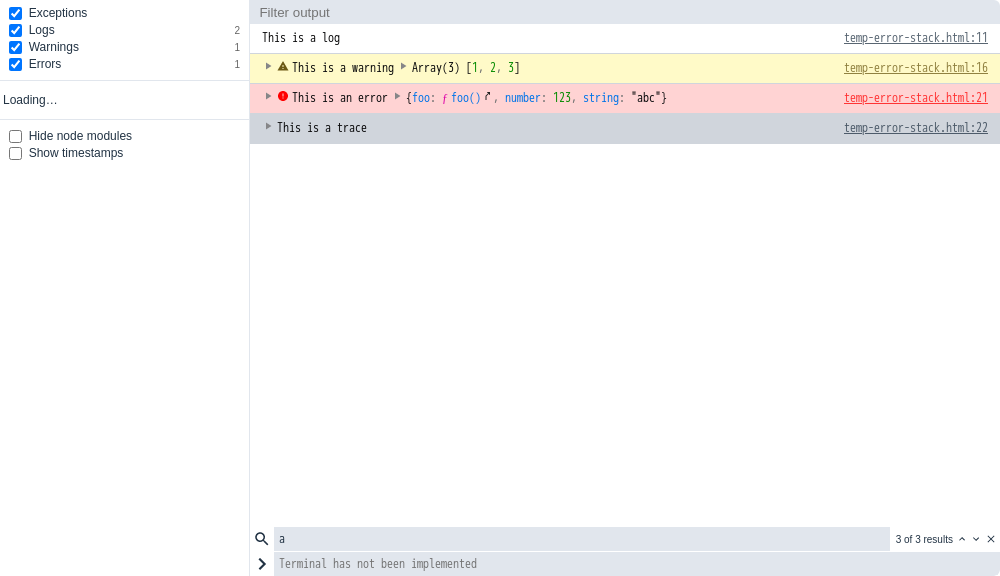 Exceptions
Logs 2
Warnings 1
Errors 1
Loading…
Hide node modules
Show timestamps
Filter output
This is a log temp-error-stack.html:11
This is a warning Array(3) [1, 2, 3] temp-error-stack.html:16
This is an error {foo: ƒ foo(), number: 123, string: "abc"} temp-error-stack.html:21
This is a trace temp-error-stack.html:22
a 3 of 3 results
Terminal has not been implemented